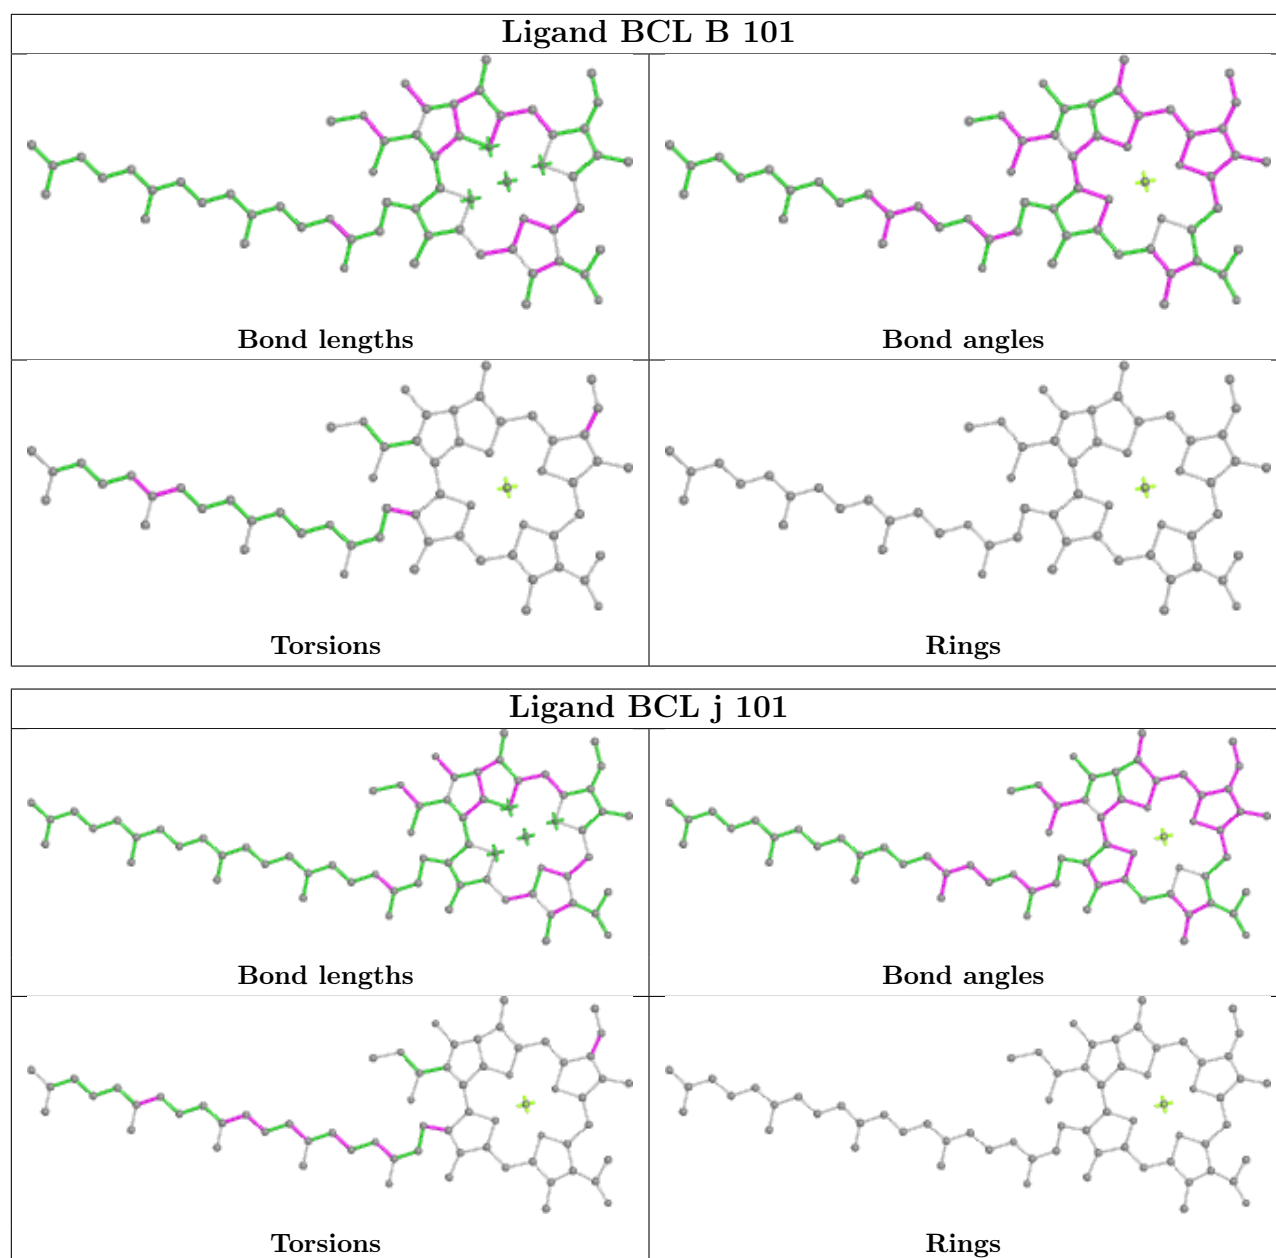 Ligand BCL B 101
Bond lengths
Bond angles
Torsions
Rings
Ligand BCL j 101
Bond lengths
Bond angles
Torsions
Rings